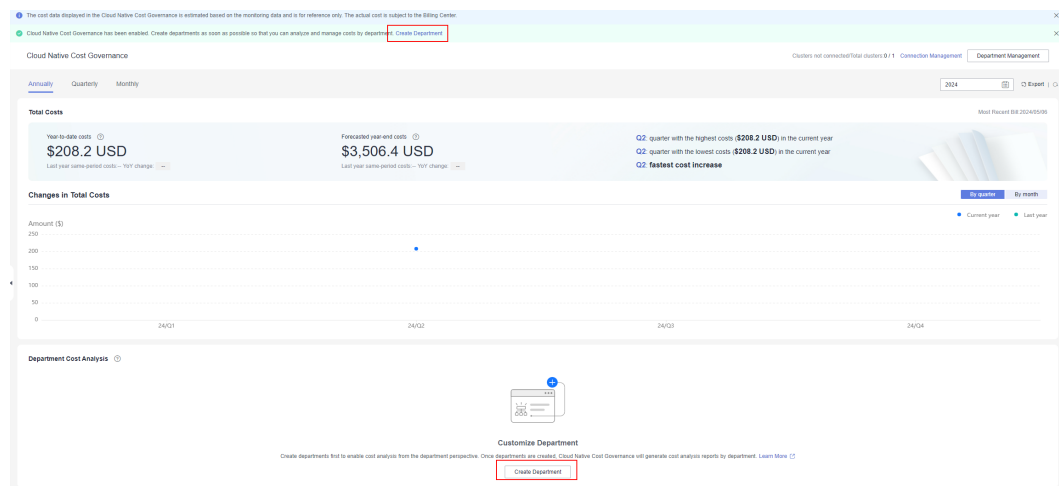 The cost data displayed in the Cloud Native Cost Governance is estimated based on the monitoring data and is for reference only. The actual cost is subject to the Billing Center.
Cloud Native Cost Governance has been enabled. Create departments as soon as possible so that you can analyze and manage costs by department. Create Department
Cloud Native Cost Governance
Clusters not connected/Total clusters:0 / 1 Connection Management Department Management
Annually Quarterly Monthly
2024 Export
Total Costs
Most Recent Bill:2024/05/06
Year-to-date costs
$208.2 USD
Last year same-period costs:-- YoY change: --
Forecasted year-end costs
$3,506.4 USD
Last year same-period costs:-- YoY change: --
Q2: quarter with the highest costs ($208.2 USD) in the current year
Q2: quarter with the lowest costs ($208.2 USD) in the current year
Q2: fastest cost increase
Changes in Total Costs
By quarter By month
Current year Last year
Amount ($)
250
200
150
100
50
0
24/Q1 24/Q2 24/Q3 24/Q4
Department Cost Analysis
Customize Department
Create departments first to enable cost analysis from the department perspective. Once departments are created, Cloud Native Cost Governance will generate cost analysis reports by department. Learn More
Create Department